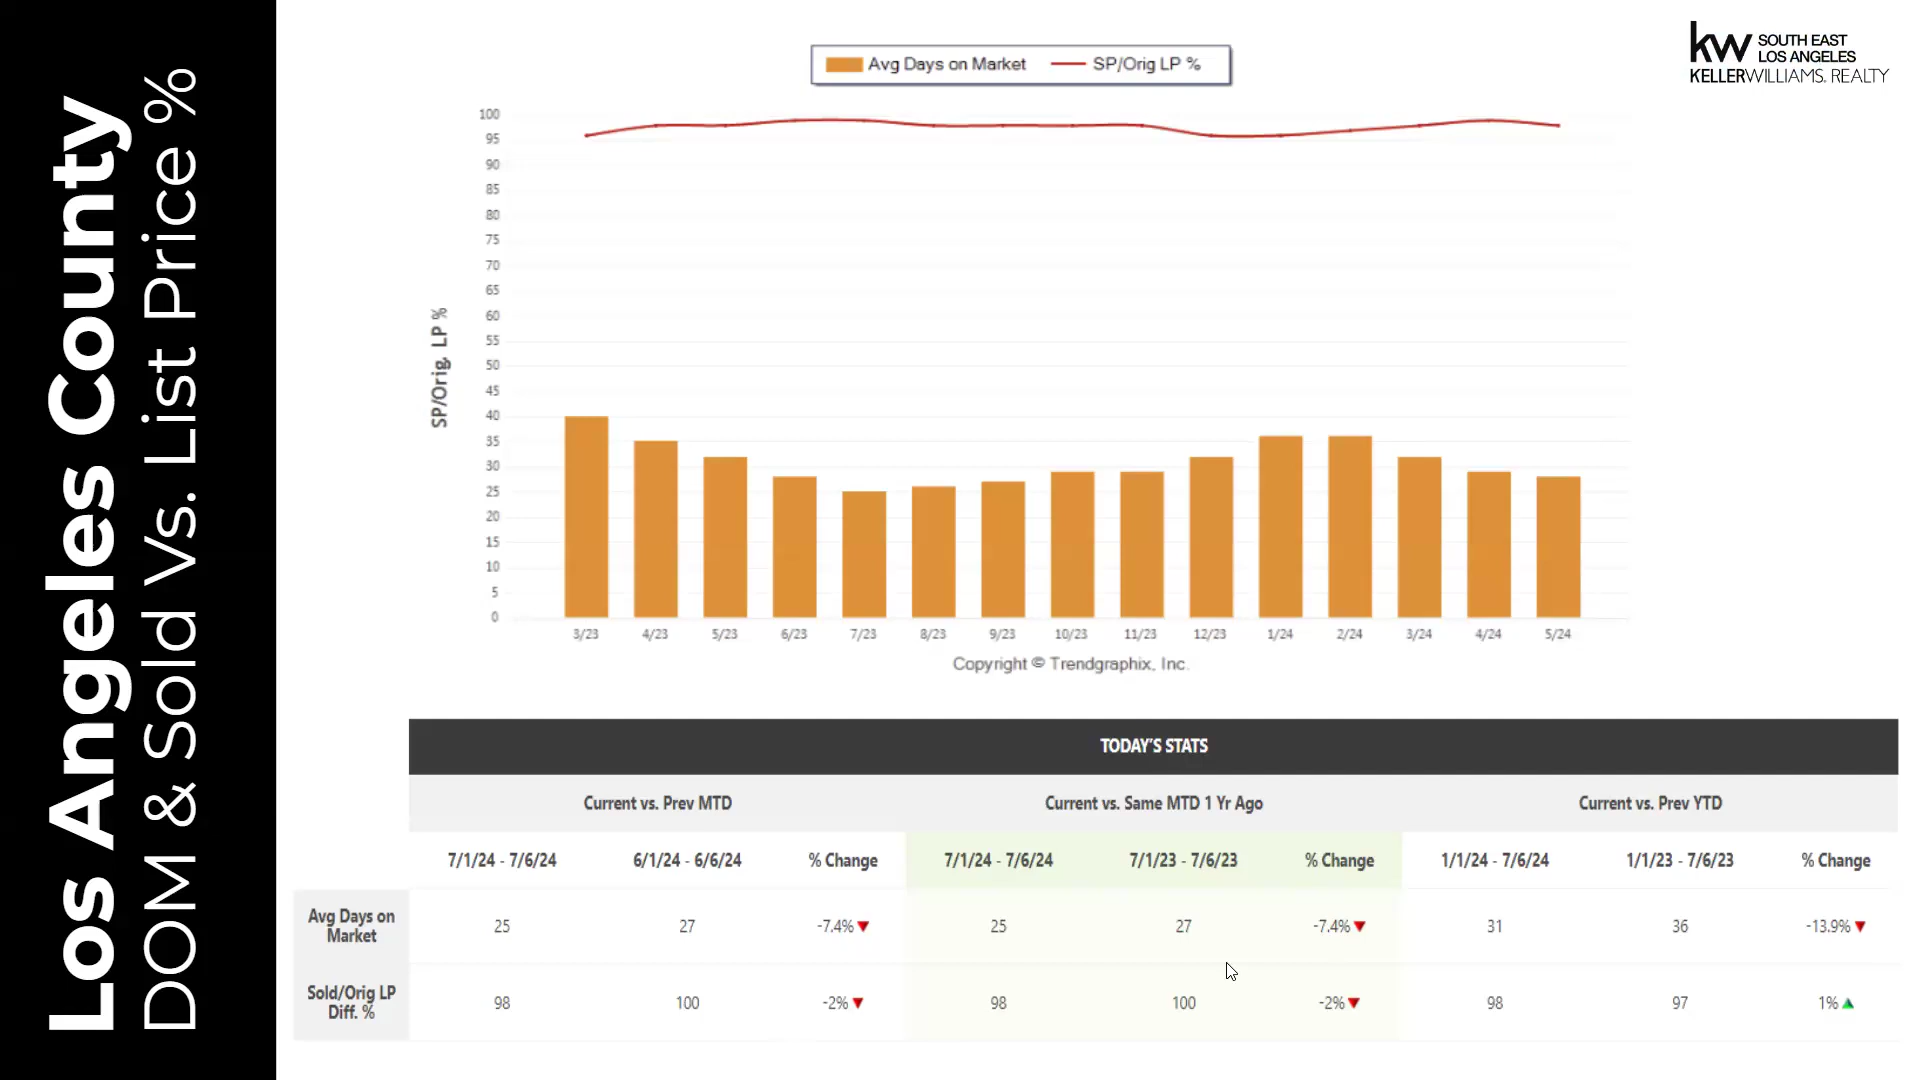 Los Angeles County
DOM & Sold Vs. List Price %
Avg Days on Market
SP/Orig LP %
kw SOUTH EAST
LOS ANGELES
KELLERWILLIAMS. REALTY
SP/Orig. LP %
100
95
90
85
80
75
70
65
60
55
50
45
40
35
30
25
20
15
10
5
0
3/23 4/23 5/23 6/23 7/23 8/23 9/23 10/23 11/23 12/23 1/24 2/24 3/24 4/24 5/24
Copyright © Trendgraphix, Inc.
TODAY'S STATS
Current vs. Prev MTD Current vs. Same MTD 1 Yr Ago Current vs. Prev YTD
7/1/24 - 7/6/24 6/1/24 - 6/6/24 % Change 7/1/24 - 7/6/24 7/1/23 - 7/6/23 % Change 1/1/24 - 7/6/24 1/1/23 - 7/6/23 % Change
Avg Days on
Market
25 27 -7.4% 25 27 -7.4% 31 36 -13.9%
Sold/Orig LP
Diff. %
98 100 -2% 98 100 -2% 98 97 1%